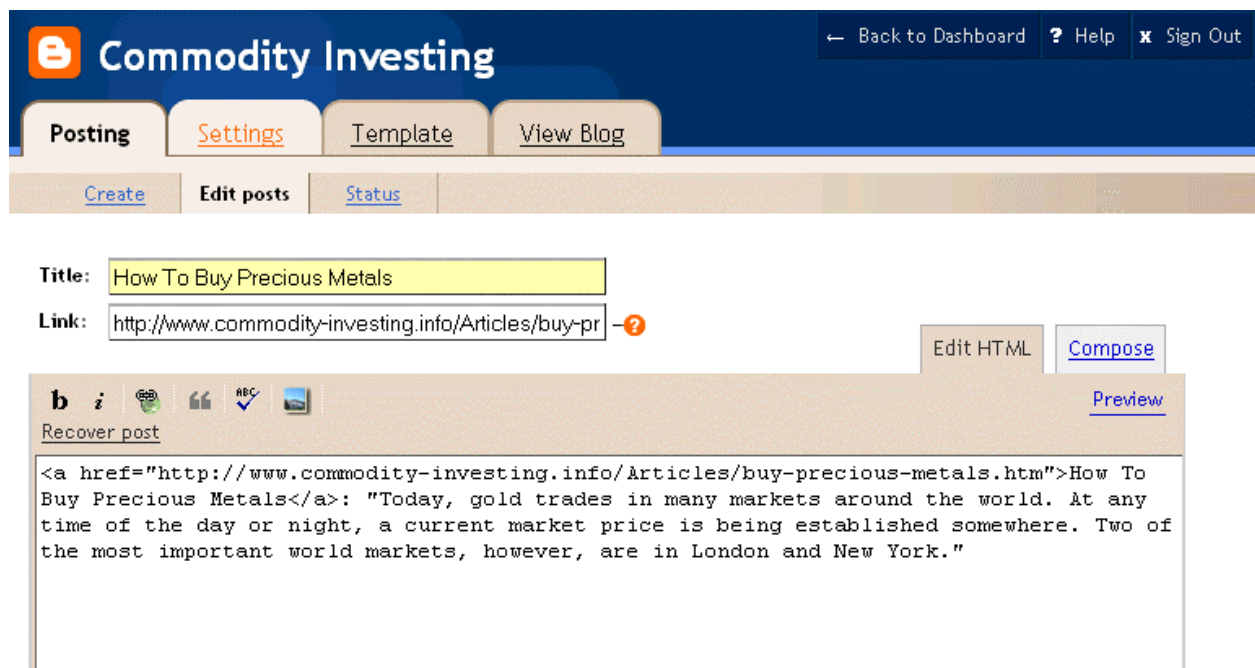 Commodity Investing
← Back to Dashboard ? Help x Sign Out
Posting Settings Template View Blog
Create Edit posts Status
Title: How To Buy Precious Metals
Link: http://www.commodity-investing.info/Articles/buy-pr –?
Edit HTML Compose
b i ABC Preview
Recover post
<a href="http://www.commodity-investing.info/Articles/buy-precious-metals.htm">How To
Buy Precious Metals</a>: "Today, gold trades in many markets around the world. At any
time of the day or night, a current market price is being established somewhere. Two of
the most important world markets, however, are in London and New York."